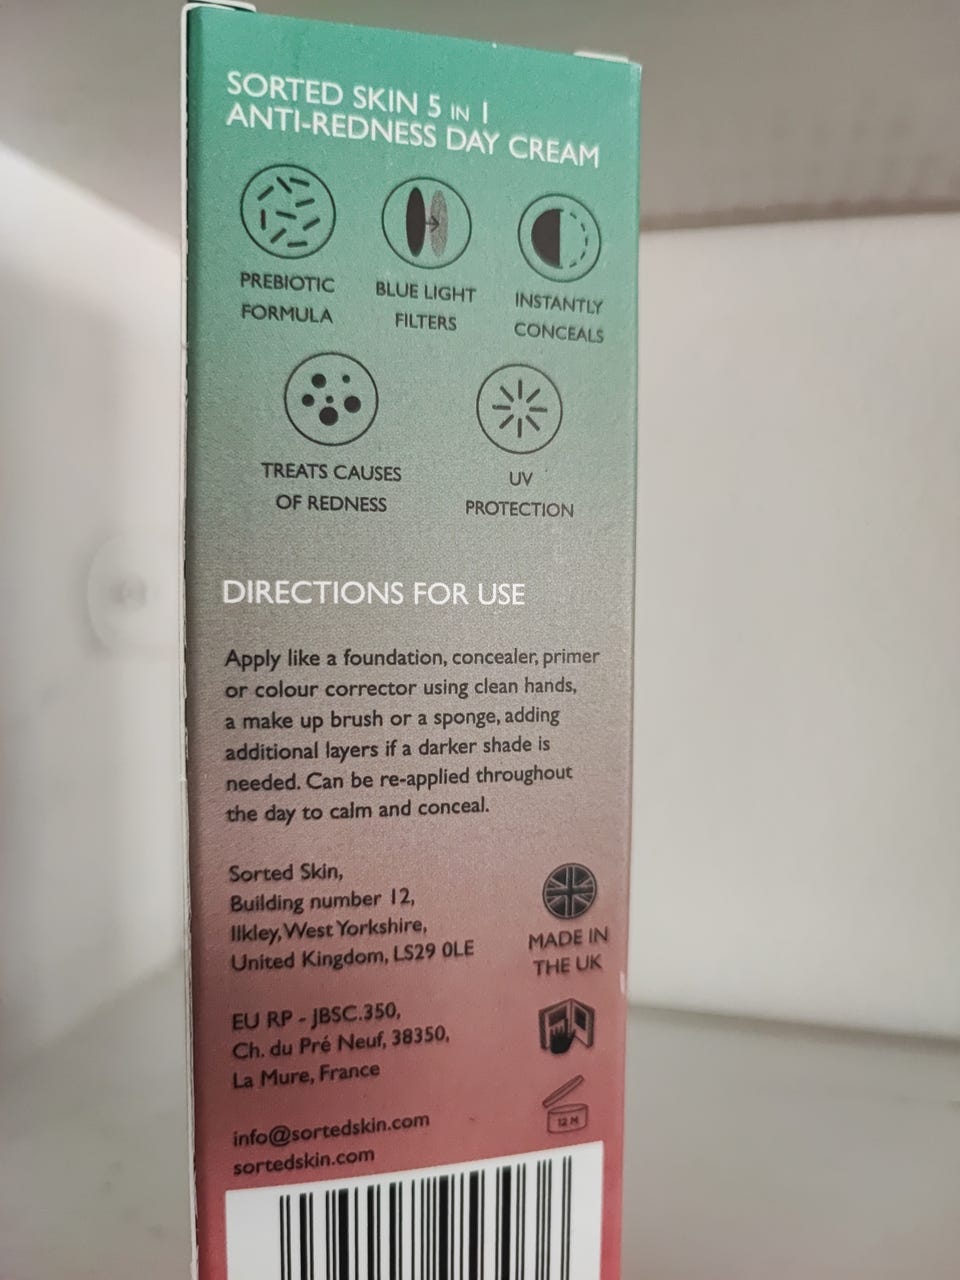 SORTED SKIN 5 IN 1
ANTI-REDNESS DAY CREAM
PREBIOTIC
FORMULA
BLUE LIGHT
FILTERS
INSTANTLY
CONCEALS
TREATS CAUSES
OF REDNESS
UV
PROTECTION
DIRECTIONS FOR USE
Apply like a foundation, concealer, primer
or colour corrector using clean hands,
a make up brush or a sponge, adding
additional layers if a darker shade is
needed. Can be re-applied throughout
the day to calm and conceal.
Sorted Skin,
Building number 12,
Ilkley, West Yorkshire,
United Kingdom, LS29 0LE
MADE IN
THE UK
EU RP - JBSC.350,
Ch. du Pré Neuf, 38350,
La Mure, France
12 M
info@sortedskin.com
sortedskin.com